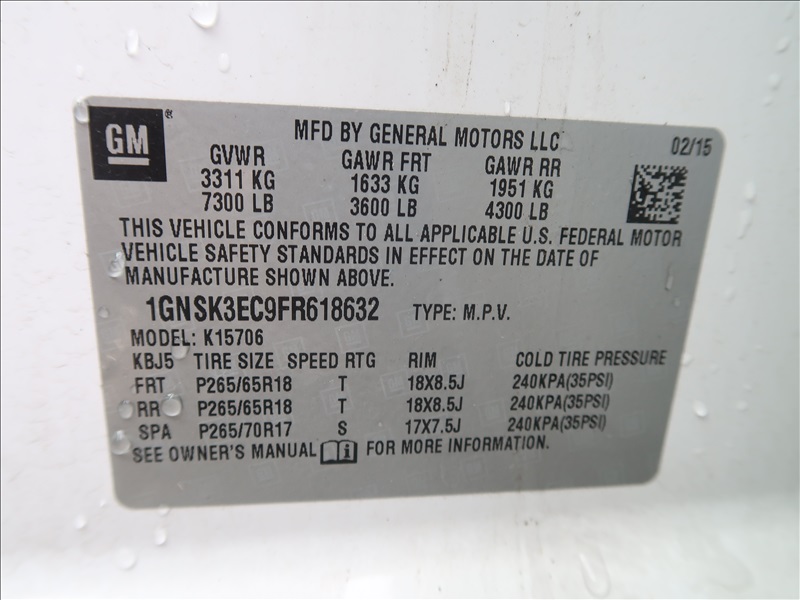 GM ®
MFD BY GENERAL MOTORS LLC 02/15
GVWR GAWR FRT GAWR RR
3311 KG 1633 KG 1951 KG
7300 LB 3600 LB 4300 LB
THIS VEHICLE CONFORMS TO ALL APPLICABLE U.S. FEDERAL MOTOR
VEHICLE SAFETY STANDARDS IN EFFECT ON THE DATE OF
MANUFACTURE SHOWN ABOVE.
1GNSK3EC9FR618632 TYPE: M.P.V.
MODEL: K15706
KBJ5 TIRE SIZE SPEED RTG RIM COLD TIRE PRESSURE
FRT P265/65R18 T 18X8.5J 240KPA(35PSI)
RR P265/65R18 T 18X8.5J 240KPA(35PSI)
SPA P265/70R17 S 17X7.5J 240KPA(35PSI)
SEE OWNER'S MANUAL i FOR MORE INFORMATION.